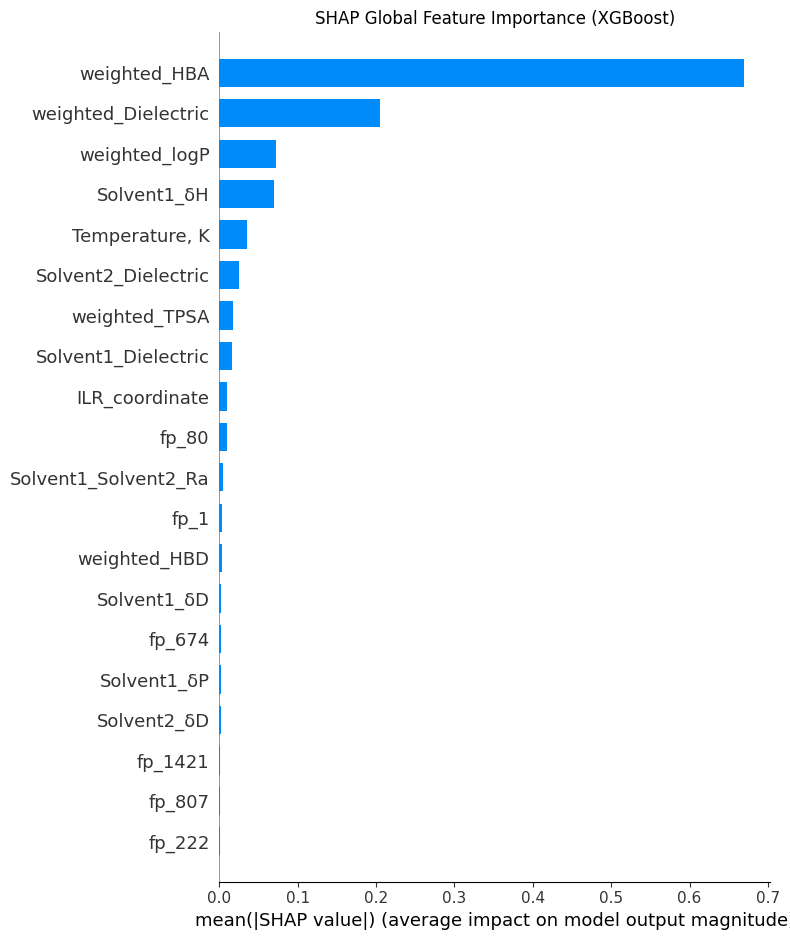 SHAP Global Feature Importance (XGBoost)
weighted_HBA
weighted_Dielectric
weighted_logP
Solvent1_δH
Temperature, K
Solvent2_Dielectric
weighted_TPSA
Solvent1_Dielectric
ILR_coordinate
fp_80
Solvent1_Solvent2_Ra
fp_1
weighted_HBD
Solvent1_δD
fp_674
Solvent1_δP
Solvent2_δD
fp_1421
fp_807
fp_222
0.0 0.1 0.2 0.3 0.4 0.5 0.6 0.7
mean(|SHAP value|) (average impact on model output magnitude